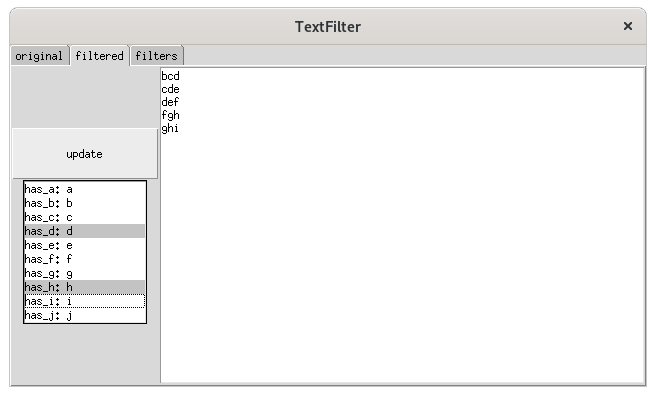 TextFilter ×
original filtered filters
bcd
cde
def
fgh
ghi
update
has_a: a
has_b: b
has_c: c
has_d: d
has_e: e
has_f: f
has_g: g
has_h: h
has_i: i
has_j: j